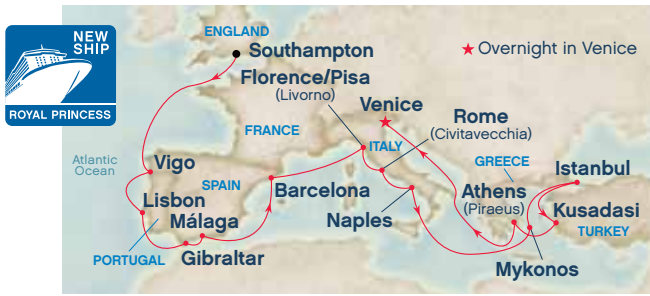 NEW
SHIP
ROYAL PRINCESS
ENGLAND
Southampton
★ Overnight in Venice
Florence/Pisa
(Livorno)
Venice
Rome
(Civitavecchia)
FRANCE
ITALY
Atlantic
Ocean
Vigo
GREECE
Istanbul
SPAIN
Barcelona
Athens
(Piraeus)
Lisbon
Málaga
Naples
Kusadasi
TURKEY
PORTUGAL
Gibraltar
Mykonos